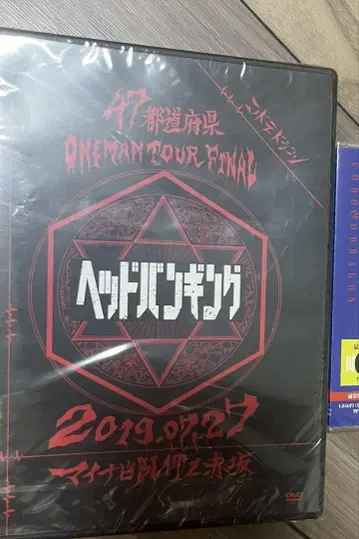 47都道府県
ONEMAN TOUR FINAL
コドモドラゴン
ヘッドバンギング
2019.07.27
マイナビBLITZ赤坂
DVD
CODOMODRAGON